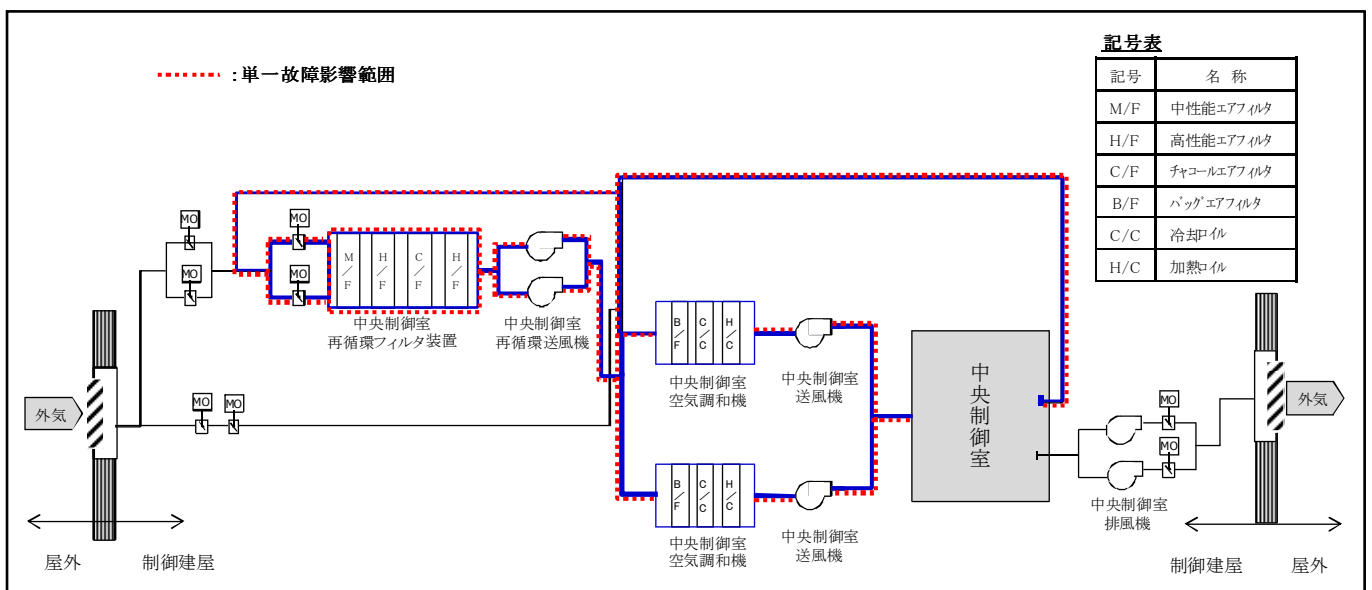 ：単一故障影響範囲
記号表
記号 名 称
M/F 中性能エアフィルタ
H/F 高性能エアフィルタ
C/F チャコールエアフィルタ
B/F バッグエアフィルタ
C/C 冷却コイル
H/C 加熱コイル
MO
MO
MO
MO
M/F
H/F
C/F
H/F
中央制御室
再循環フィルタ装置
中央制御室
再循環送風機
MO
MO
外気
B/F
C/C
H/C
中央制御室
空気調和機
中央制御室
送風機
B/F
C/C
H/C
中央制御室
空気調和機
中央制御室
送風機
中央制御室
MO
MO
中央制御室
排風機
外気
屋外
制御建屋
制御建屋
屋外